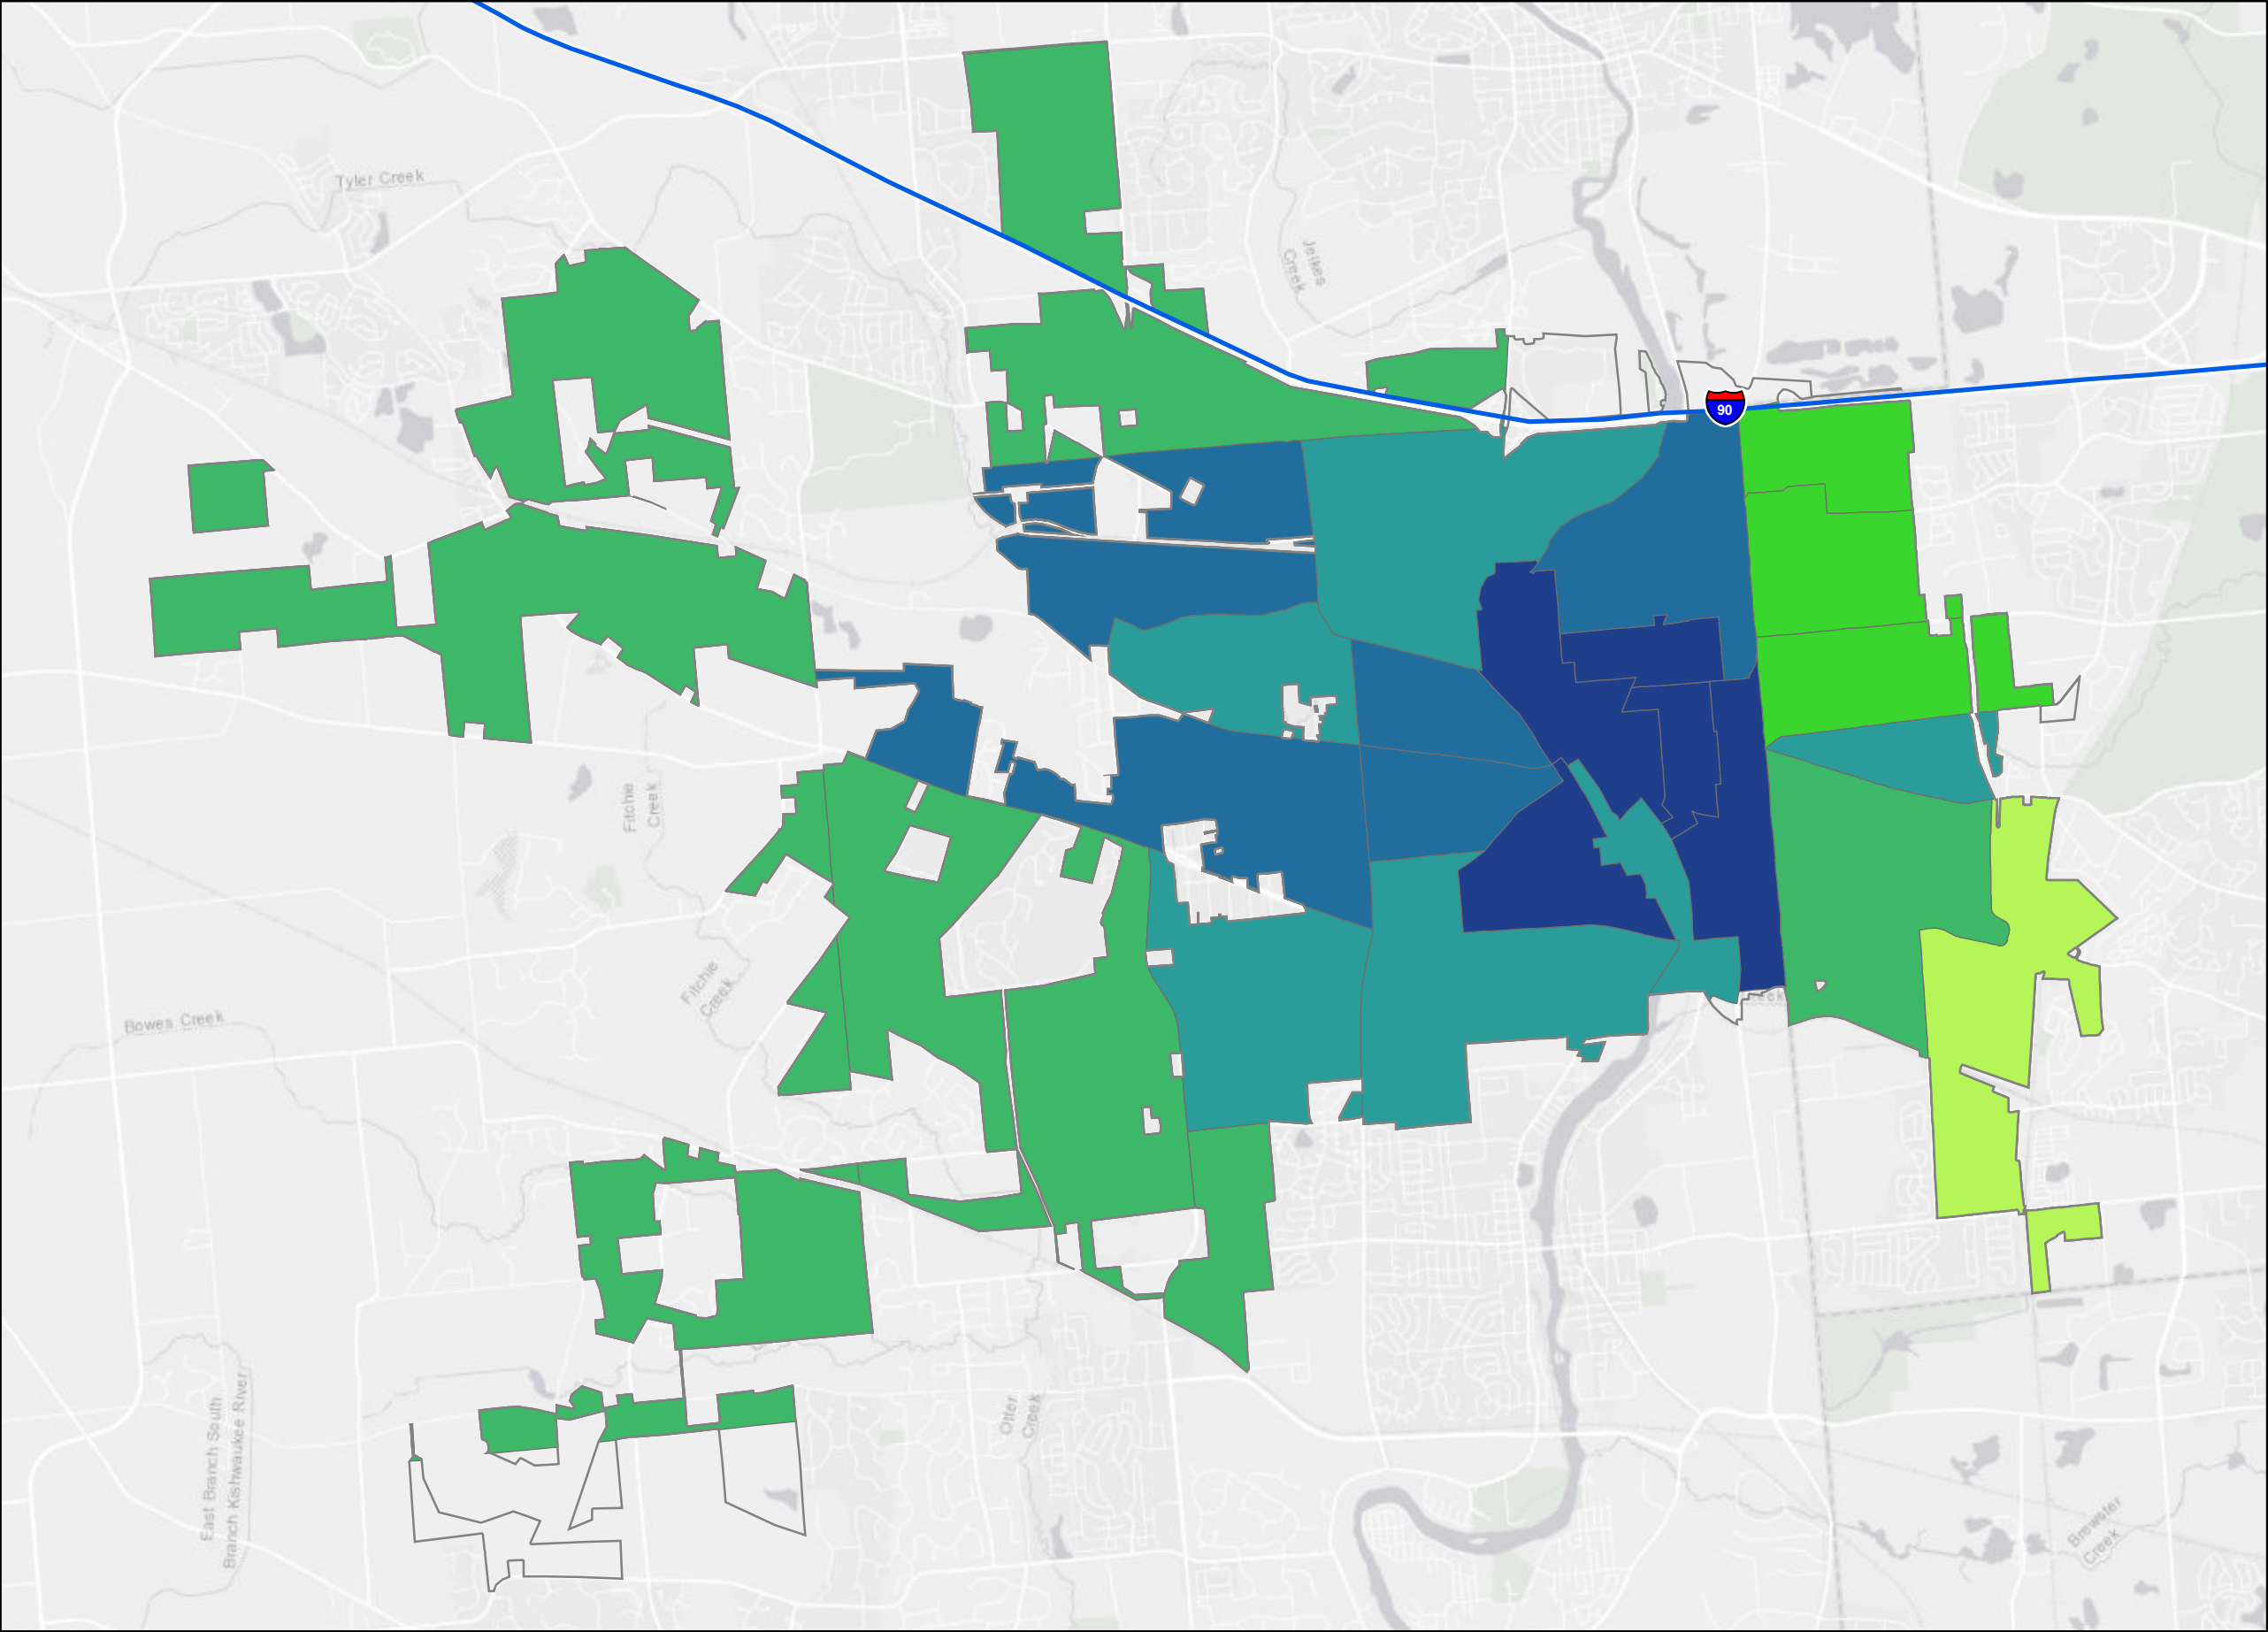 Tyler Creek
Jelkes
Creek
90
Fitchie
Creek
Fitchie
Creek
Bowes Creek
eek
Otter
Creek
East Branch South
Branch Kishwaukee River
Brewster
Creek